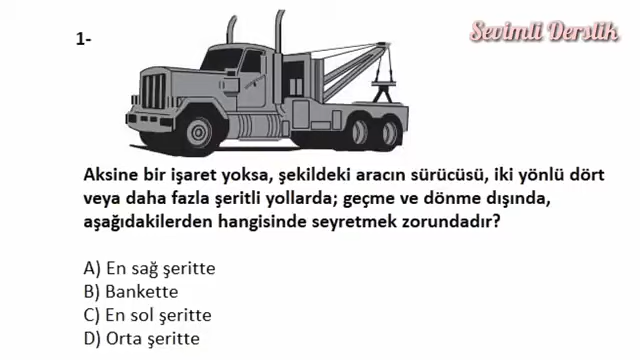 Sevimli Derslik
1-
Aksine bir işaret yoksa, şekildeki aracın sürücüsü, iki yönlü dört
veya daha fazla şeritli yollarda; geçme ve dönme dışında,
aşağıdakilerden hangisinde seyretmek zorundadır?
A) En sağ şeritte
B) Bankette
C) En sol şeritte
D) Orta şeritte